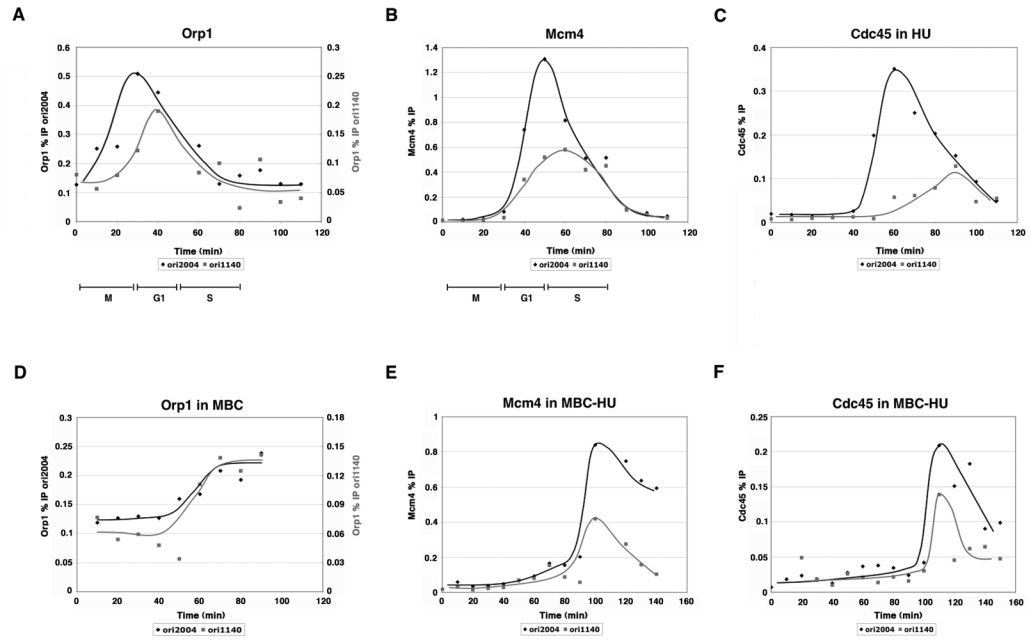 A
Orp1
0.6
0.5
0.4
0.3
0.2
0.1
0
0.3
0.25
0.2
0.15
0.1
0.05
0
Orp1 % IP ori2004
Orp1 % IP ori1140
0 20 40 60 80 100 120
Time (min)
ori2004 ori1140
M G1 S
B
Mcm4
1.4
1.2
1
0.8
0.6
0.4
0.2
0
Mcm4 % IP
0 20 40 60 80 100 120
Time (min)
ori2004 ori1140
M G1 S
C
Cdc45 in HU
0.4
0.35
0.3
0.25
0.2
0.15
0.1
0.05
0
Cdc45 % IP
0 20 40 60 80 100 120
Time (min)
ori2004 ori1140
D
Orp1 in MBC
0.3
0.25
0.2
0.15
0.1
0.05
0
0.18
0.15
0.12
0.09
0.06
0.03
0
Orp1 % IP ori2004
Orp1 % IP ori1140
0 20 40 60 80 100 120
Time (min)
ori2004 ori1140
E
Mcm4 in MBC-HU
1
0.8
0.6
0.4
0.2
0
Mcm4 % IP
0 20 40 60 80 100 120 140 160
Time (min)
ori2004 ori1140
F
Cdc45 in MBC-HU
0.25
0.2
0.15
0.1
0.05
0
Cdc45 % IP
0 20 40 60 80 100 120 140 160
Time (min)
ori2004 ori1140